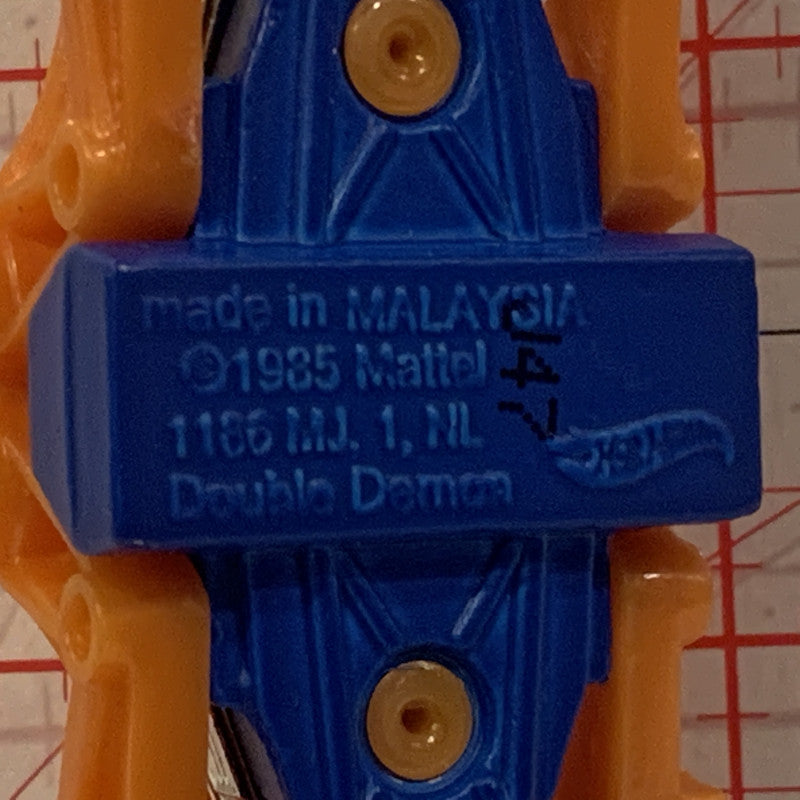 made in MALAYSIA
©1985 Mattel
1186 MJ. 1, NL
Double Demon
J47